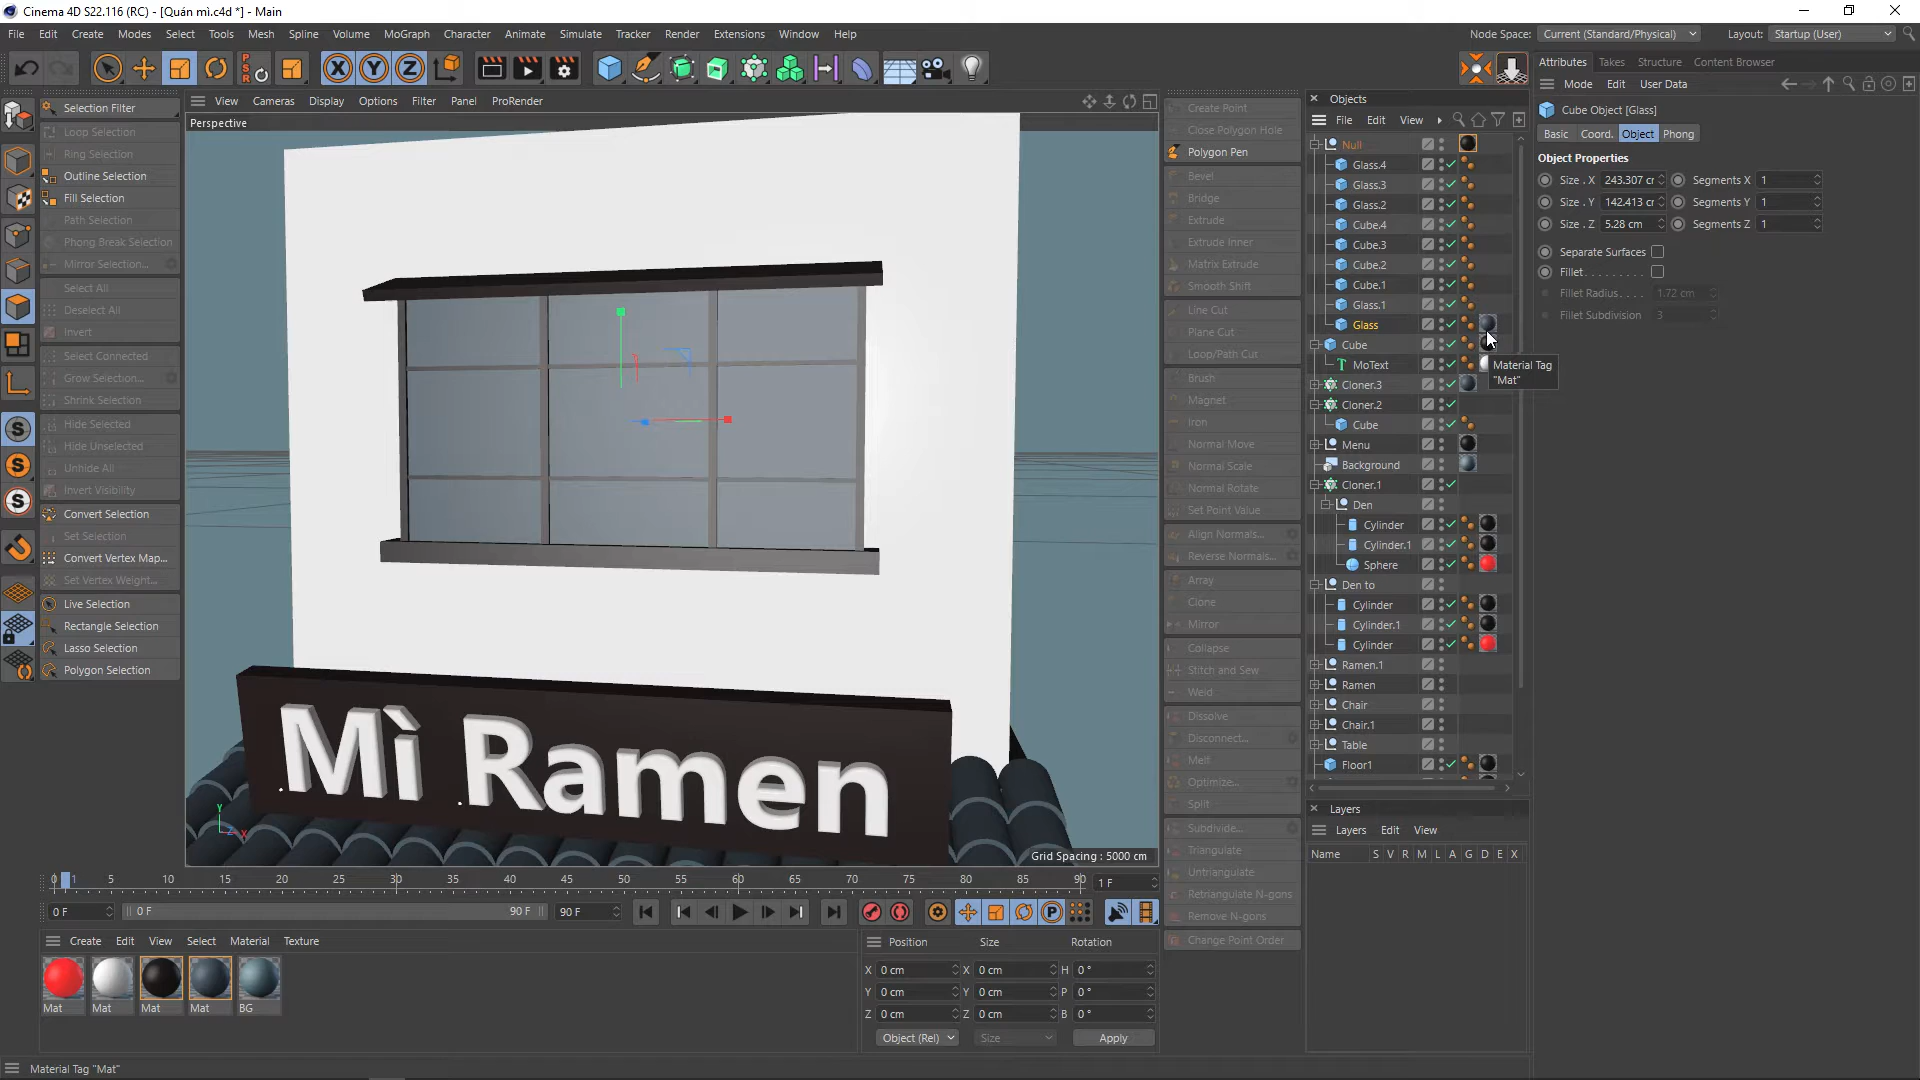 Cinema 4D S22.116 (RC) - [Quán mì.c4d *] - Main
File Edit Create Modes Select Tools Mesh Spline Volume MoGraph Character Animate Simulate Tracker Render Extensions Window Help
Node Space: Current (Standard/Physical) Layout: Startup (User)
Selection Filter
Loop Selection
Ring Selection
Outline Selection
Fill Selection
Path Selection
Phong Break Selection
Mirror Selection...
Select All
Deselect All
Invert
Select Connected
Grow Selection...
Shrink Selection
Hide Selected
Hide Unselected
Unhide All
Invert Visibility
Convert Selection
Set Selection
Convert Vertex Map...
Set Vertex Weight...
Live Selection
Rectangle Selection
Lasso Selection
Polygon Selection
View Cameras Display Options Filter Panel ProRender
Perspective
Mì Ramen
Y
Z X
Grid Spacing : 5000 cm
Create Point
Close Polygon Hole
Polygon Pen
Bevel
Bridge
Extrude
Extrude Inner
Matrix Extrude
Smooth Shift
Line Cut
Plane Cut
Loop/Path Cut
Brush
Magnet
Iron
Normal Move
Normal Scale
Normal Rotate
Set Point Value
Align Normals...
Reverse Normals...
Array
Clone
Mirror
Collapse
Stitch and Sew
Weld
Dissolve
Disconnect...
Melt
Optimize...
Split
Subdivide...
Triangulate
Untriangulate
Retriangulate N-gons
Remove N-gons
Change Point Order
Objects
File Edit View
Null
Glass.4
Glass.3
Glass.2
Cube.4
Cube.3
Cube.2
Cube.1
Glass.1
Glass
Cube
MoText
Cloner.3
Cloner.2
Cube
Menu
Background
Cloner.1
Den
Cylinder
Cylinder.1
Sphere
Den to
Cylinder
Cylinder.1
Cylinder
Ramen.1
Ramen
Chair
Chair.1
Table
Floor1
Material Tag
"Mat"
Layers
Layers Edit View
Name S V R M L A G D E X
Attributes Takes Structure Content Browser
Mode Edit User Data
Cube Object [Glass]
Basic Coord. Object Phong
Object Properties
Size . X 243.307 cr Segments X 1
Size . Y 142.413 cr Segments Y 1
Size . Z 5.28 cm Segments Z 1
Separate Surfaces
Fillet . . . . . . . . .
Fillet Radius . . . . 1.72 cm
Fillet Subdivision 3
0 1 5 10 15 20 25 30 35 40 45 50 55 60 65 70 75 80 85 90 1 F
0 F 0 F 90 F 90 F
Create Edit View Select Material Texture
Mat Mat Mat Mat BG
Position Size Rotation
X 0 cm X 0 cm H 0 °
Y 0 cm Y 0 cm P 0 °
Z 0 cm Z 0 cm B 0 °
Object (Rel) Size Apply
Material Tag "Mat"